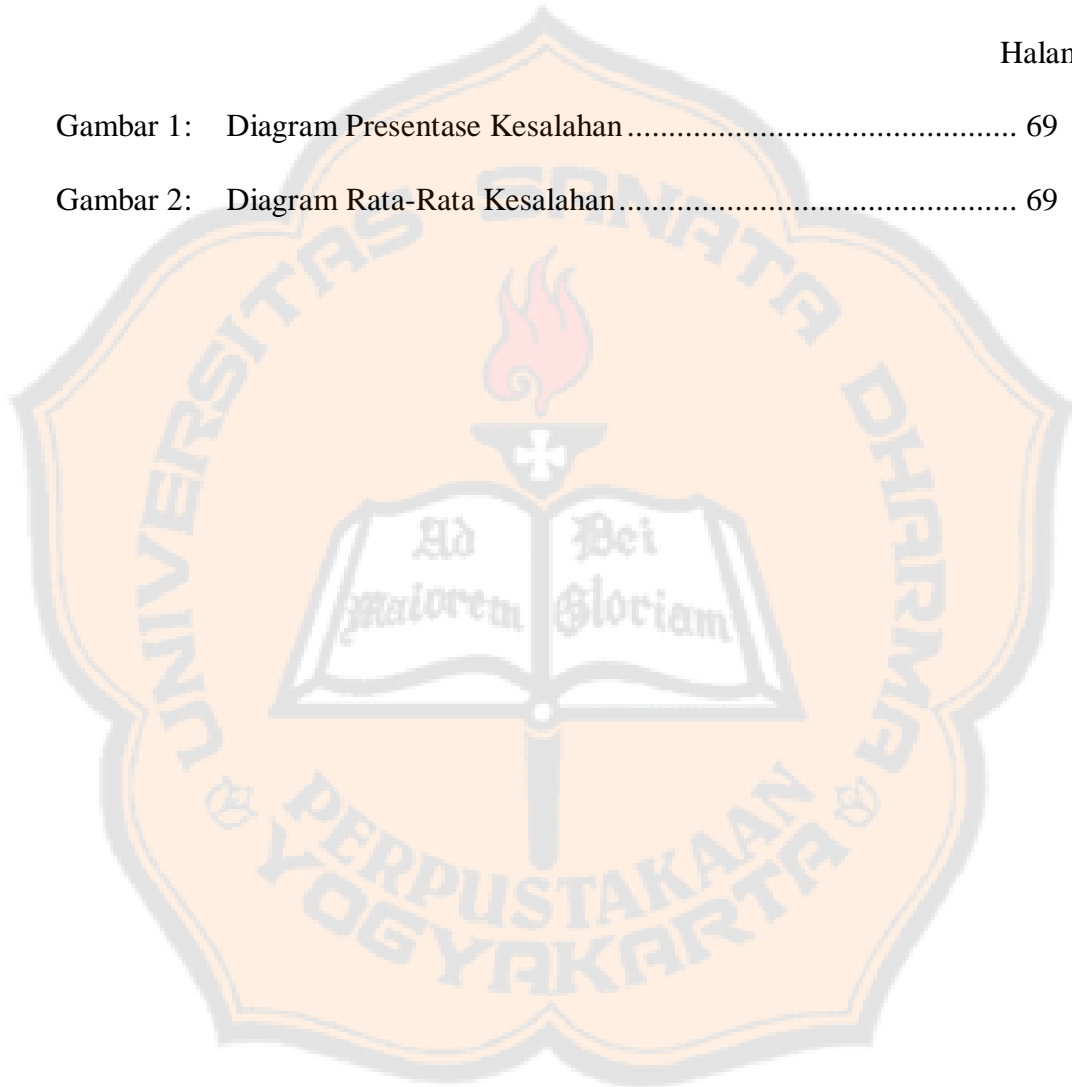 Halan
Gambar 1: Diagram Presentase Kesalahan ................................................ 69
Gambar 2: Diagram Rata-Rata Kesalahan ................................................ 69
UNIVERSITAS SANATA DHARMA
Ad Dei
Maiorem Gloriam
PERPUSTAKAAN
YOGYAKARTA